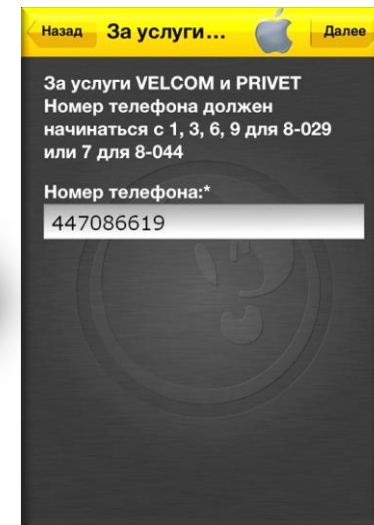 Назад
За услуги...
Далее
За услуги VELCOM и PRIVET
Номер телефона должен
начинаться с 1, 3, 6, 9 для 8-029
или 7 для 8-044
Номер телефона:*
447086619